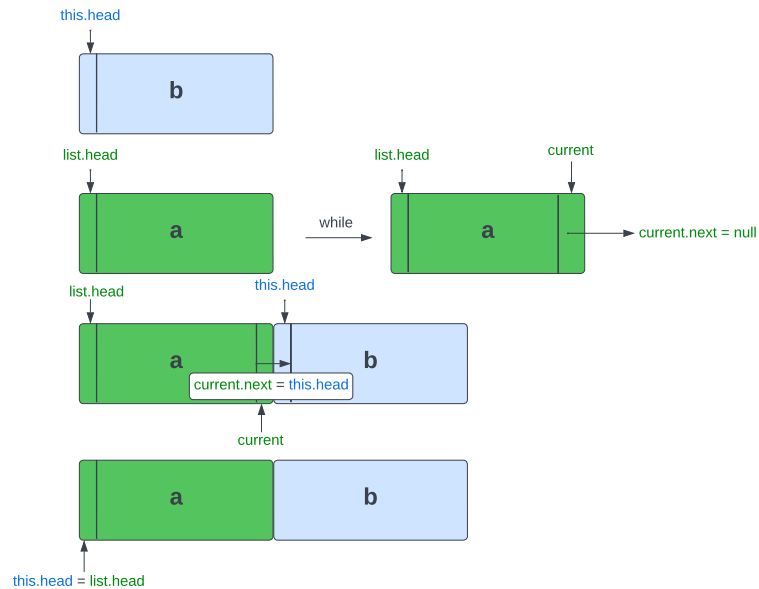 this.head
b
list.head
a
while
list.head
current
a
current.next = null
list.head
this.head
a
b
current.next = this.head
current
a
b
this.head = list.head